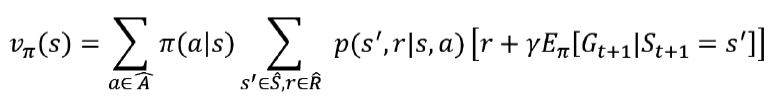 v_π(s) = ∑_{a∈Â} π(a|s) ∑_{s′∈Ŝ,r∈R̂} p(s′, r|s, a) [r + γE_π[G_{t+1}|S_{t+1} = s′]]